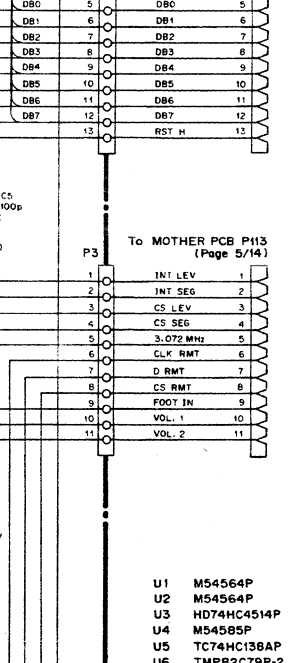 DB0 5 DB0 5
DB1 6 DB1 6
DB2 7 DB2 7
DB3 8 DB3 8
DB4 9 DB4 9
DB5 10 DB5 10
DB6 11 DB6 11
DB7 12 DB7 12
13 RST H 13
C5
100p
To MOTHER PCB P113
P3 (Page 5/14)
1 INT LEV 1
2 INT SEG 2
3 CS LEV 3
4 CS SEG 4
5 3.072 MHz 5
6 CLK RMT 6
7 D RMT 7
8 CS RMT 8
9 FOOT IN 9
10 VOL. 1 10
11 VOL. 2 11
U1 M54564P
U2 M54564P
U3 HD74HC4514P
U4 M54585P
U5 TC74HC138AP
U6 TMP82C79P-2